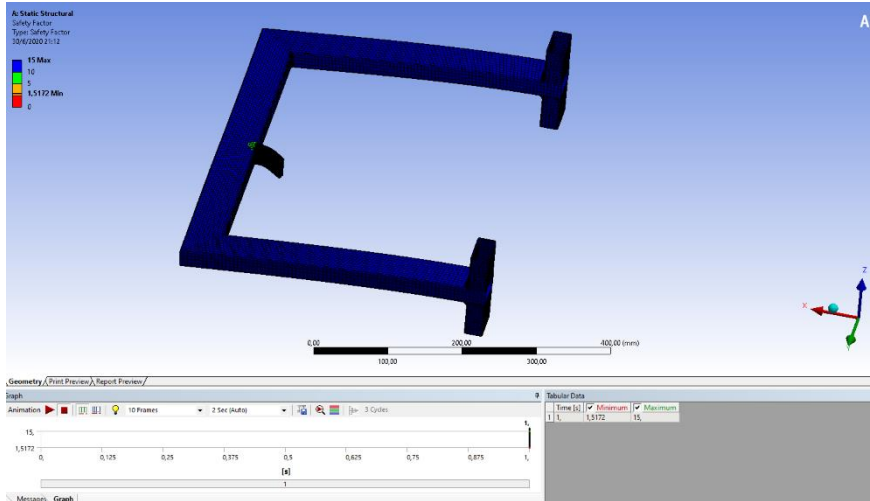 A: Static Structural
Safety Factor
Type: Safety Factor
30/6/2020 21:12
15 Max
10
5
1,5172 Min
0
A
Z
X
Y
0,00 200,00 400,00 (mm)
100,00 300,00
Geometry Print Preview Report Preview
Graph
Animation 10 Frames 2 Sec (Auto) 3 Cycles
1,
15,
1,5172
0, 0,125 0,25 0,375 0,5 0,625 0,75 0,875 1,
[s]
1
Messages Graph
Tabular Data
Time [s] Minimum Maximum
1 1, 1,5172 15,